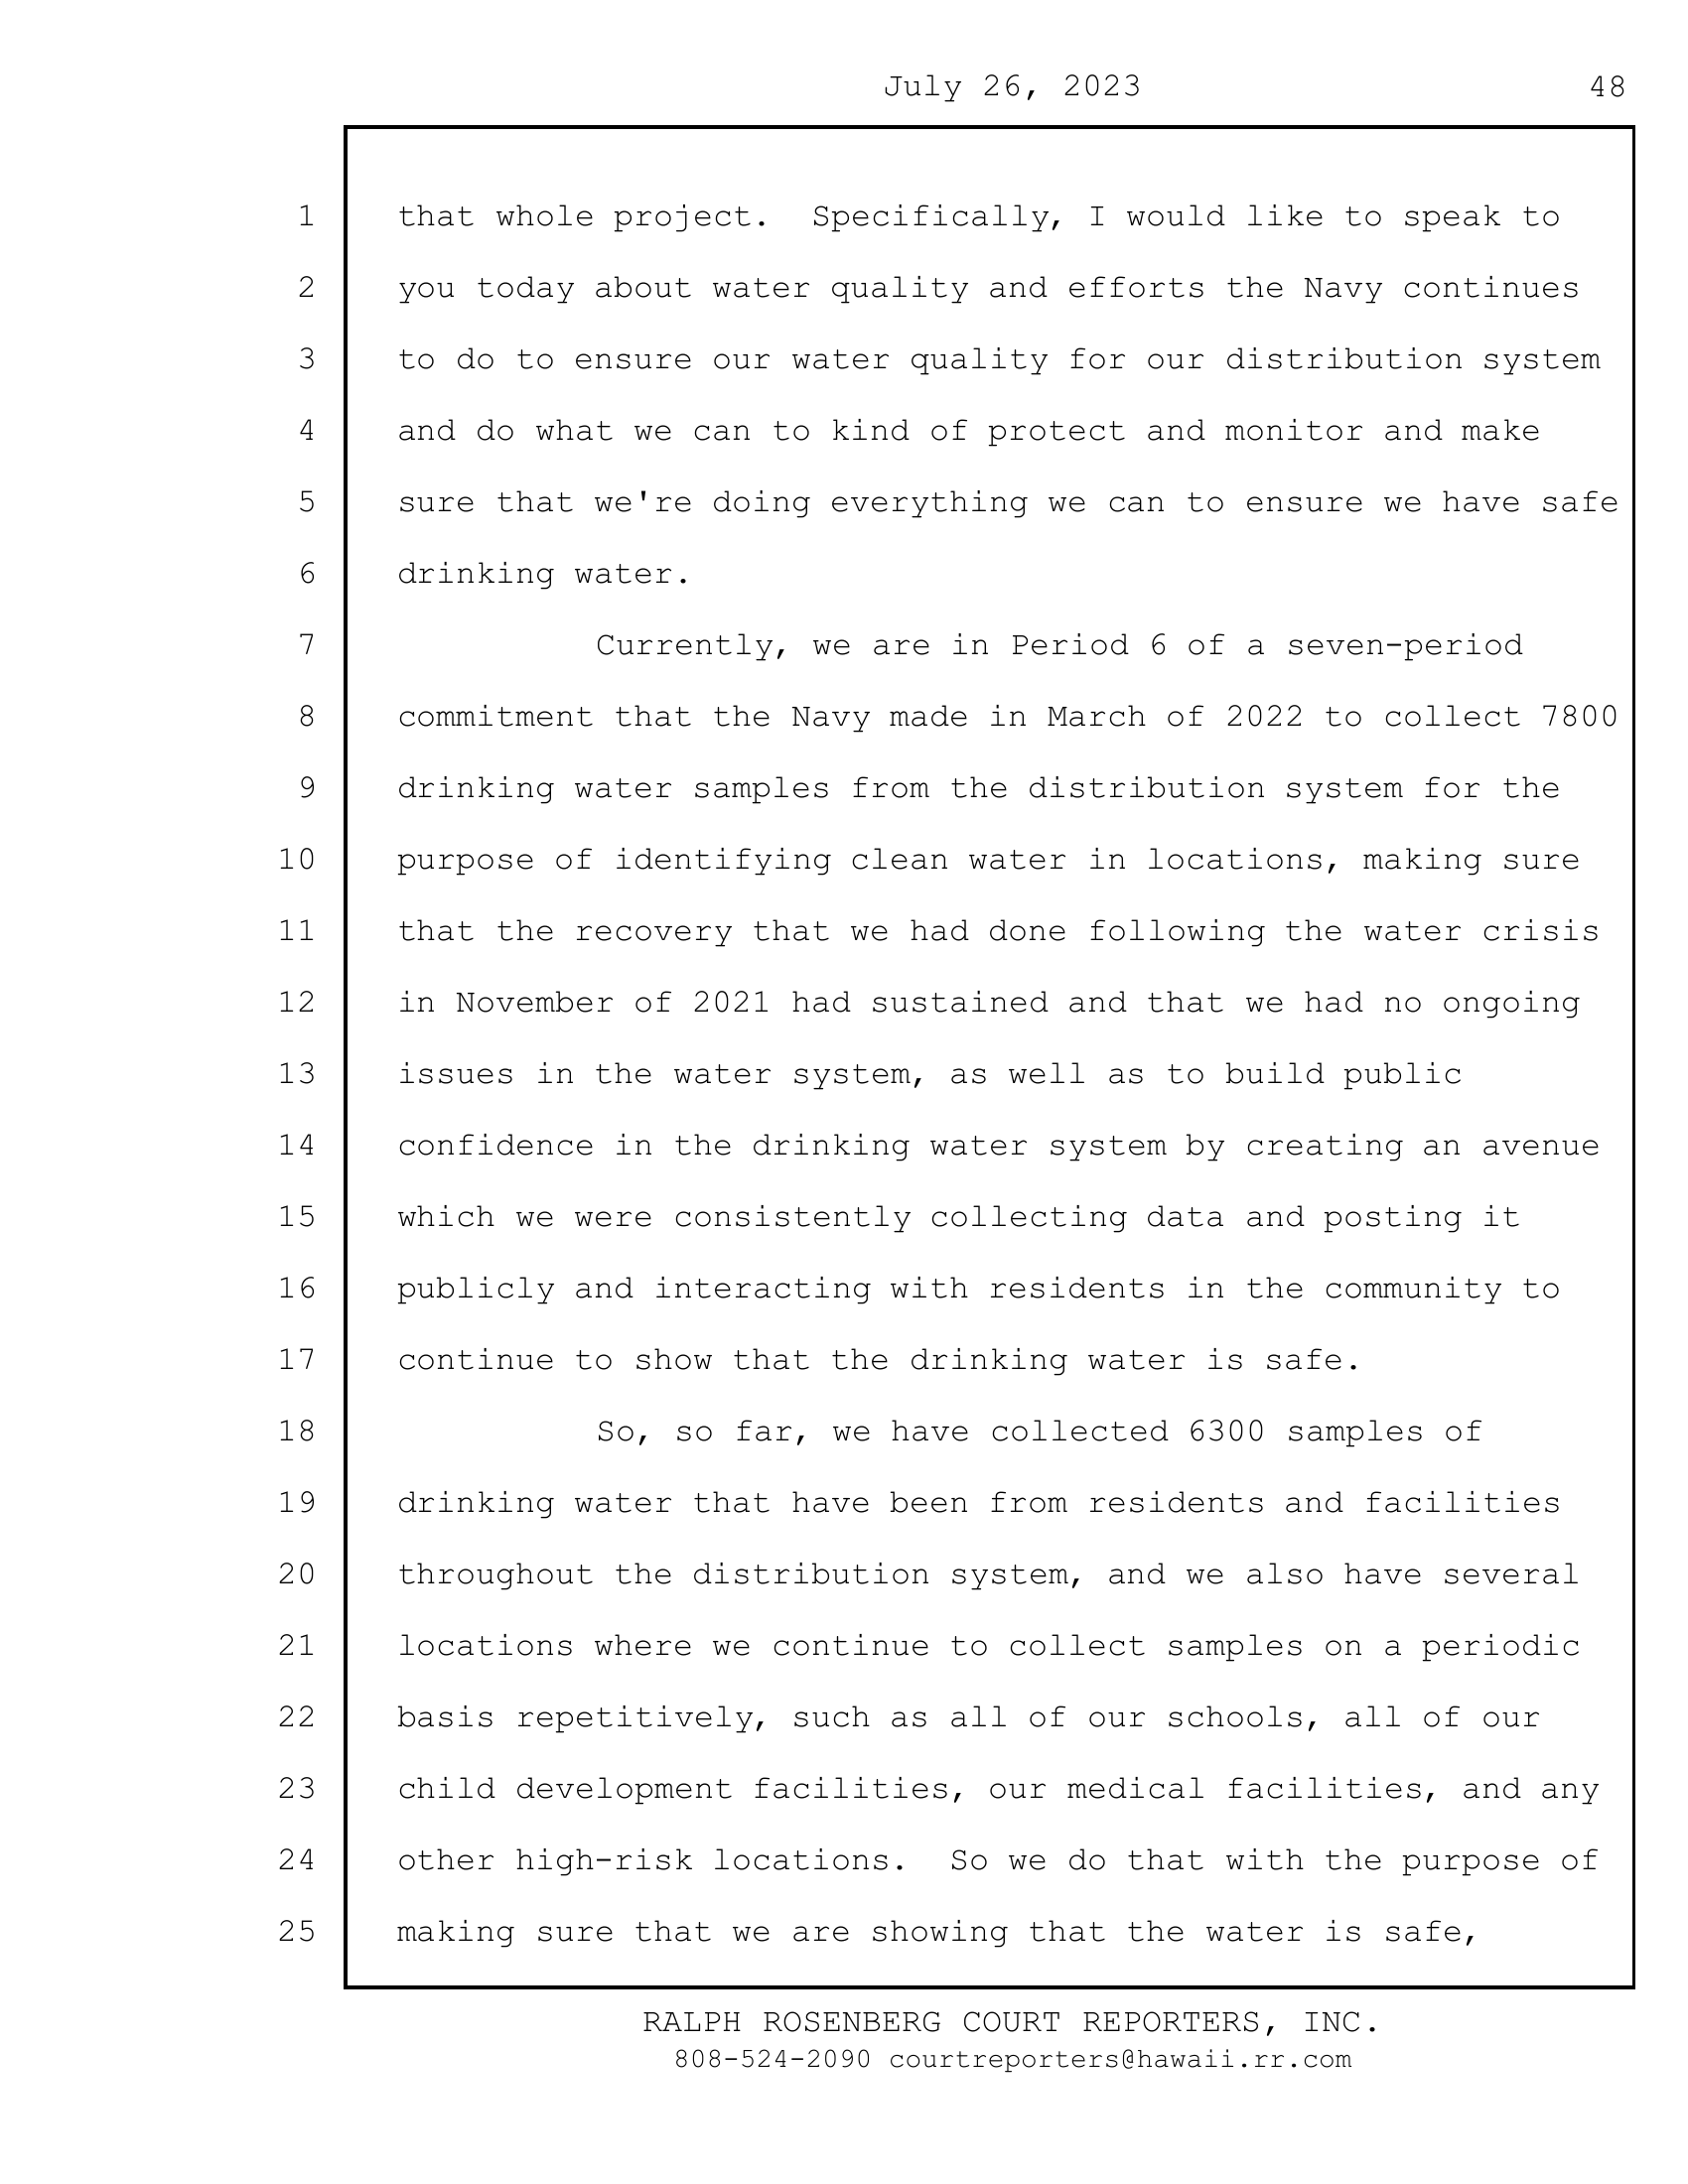 July 26, 2023 48
1 that whole project.  Specifically, I would like to speak to
2 you today about water quality and efforts the Navy continues
3 to do to ensure our water quality for our distribution system
4 and do what we can to kind of protect and monitor and make
5 sure that we're doing everything we can to ensure we have safe
6 drinking water.
7 Currently, we are in Period 6 of a seven-period
8 commitment that the Navy made in March of 2022 to collect 7800
9 drinking water samples from the distribution system for the
10 purpose of identifying clean water in locations, making sure
11 that the recovery that we had done following the water crisis
12 in November of 2021 had sustained and that we had no ongoing
13 issues in the water system, as well as to build public
14 confidence in the drinking water system by creating an avenue
15 which we were consistently collecting data and posting it
16 publicly and interacting with residents in the community to
17 continue to show that the drinking water is safe.
18 So, so far, we have collected 6300 samples of
19 drinking water that have been from residents and facilities
20 throughout the distribution system, and we also have several
21 locations where we continue to collect samples on a periodic
22 basis repetitively, such as all of our schools, all of our
23 child development facilities, our medical facilities, and any
24 other high-risk locations.  So we do that with the purpose of
25 making sure that we are showing that the water is safe,
RALPH ROSENBERG COURT REPORTERS, INC.
808-524-2090 courtreporters@hawaii.rr.com